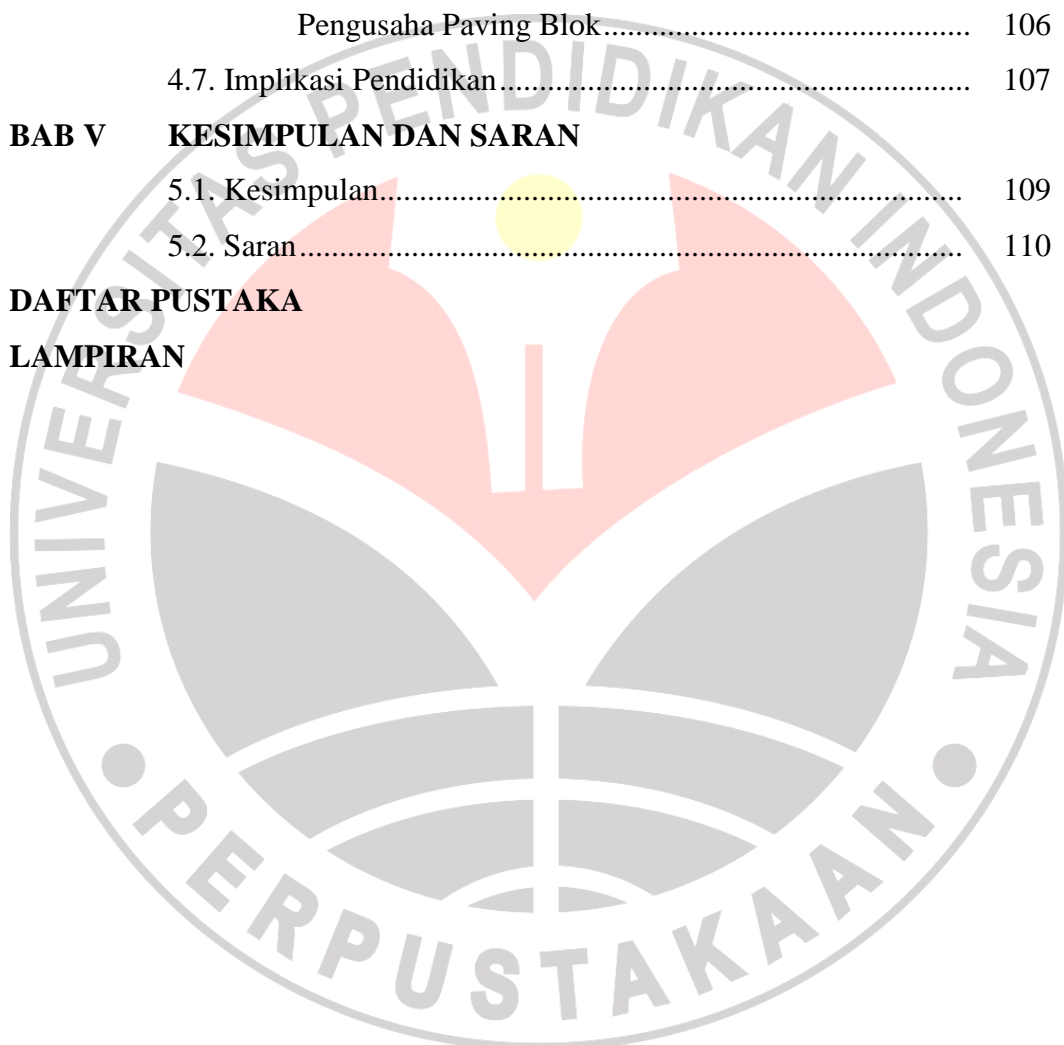 Pengusaha Paving Blok............................................. 106
4.7. Implikasi Pendidikan.......................................................... 107
BAB V KESIMPULAN DAN SARAN
5.1. Kesimpulan........................................................................ 109
5.2. Saran.................................................................................. 110
DAFTAR PUSTAKA
LAMPIRAN
UNIVERSITAS PENDIDIKAN INDONESIA
PERPUSTAKAAN